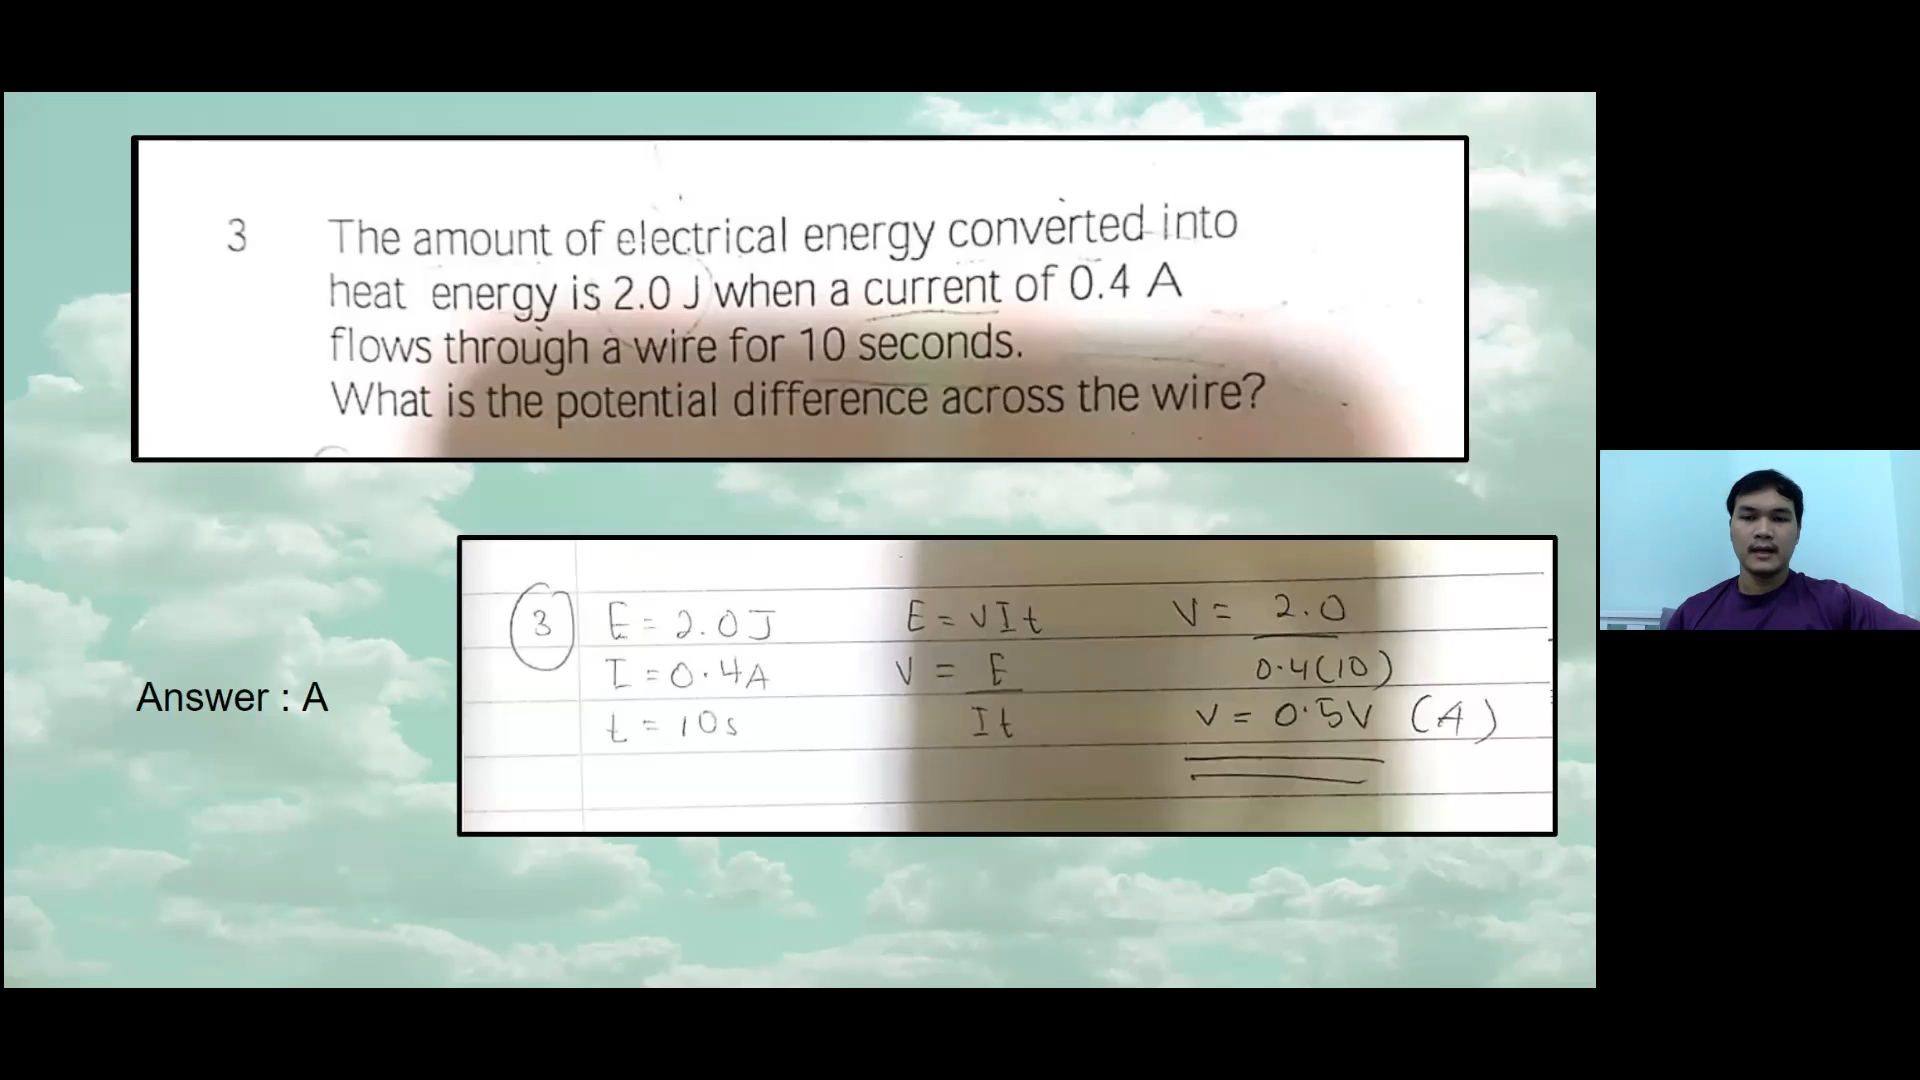 3 The amount of electrical energy converted into
heat energy is 2.0 J when a current of 0.4 A
flows through a wire for 10 seconds.
What is the potential difference across the wire?
Answer : A
3 E = 2.0J E = VIt V = 2.0
I = 0.4A V = E 0.4(10)
t = 10s It V = 0.5V (A)